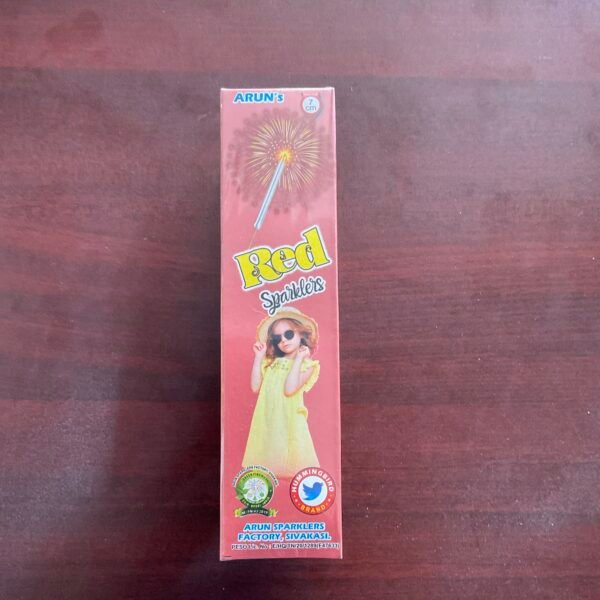 ARUN's
7
cm
Red
Sparklers
HUMMINGBIRD
BRAND
ARUN SPARKLERS
FACTORY, SIVAKASI.